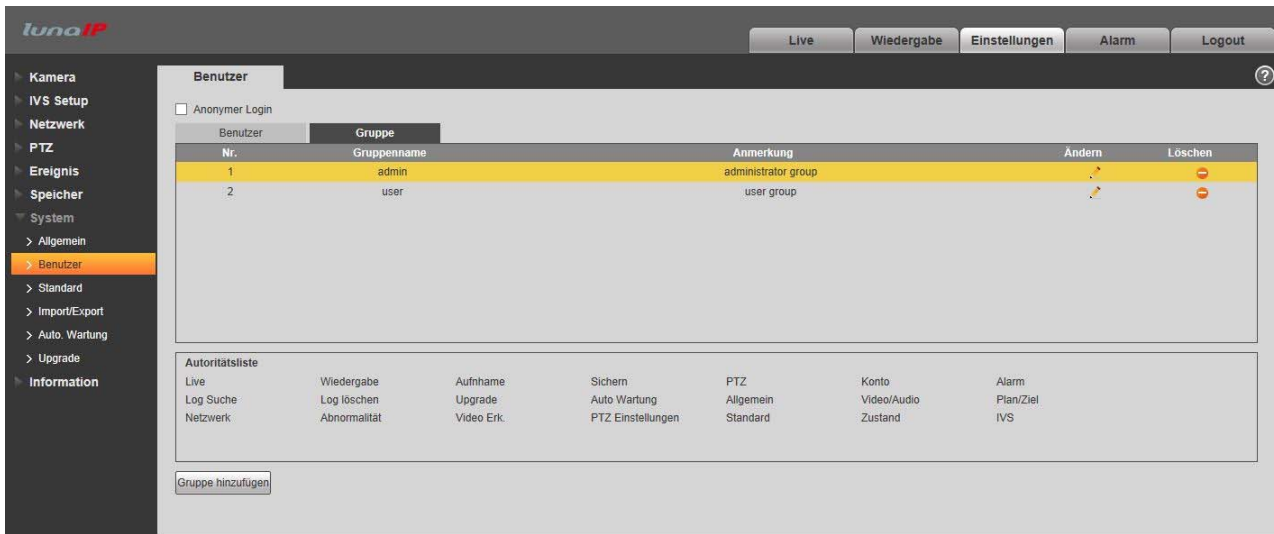 lunaIP
Live Wiedergabe Einstellungen Alarm Logout
Kamera
IVS Setup
Netzwerk
PTZ
Ereignis
Speicher
System
> Allgemein
> Benutzer
> Standard
> Import/Export
> Auto. Wartung
> Upgrade
Information
Benutzer
?
Anonymer Login
Benutzer Gruppe
Nr. Gruppenname Anmerkung Ändern Löschen
1 admin administrator group
2 user user group
Autoritätsliste
Live Wiedergabe Aufnhame Sichern PTZ Konto Alarm
Log Suche Log löschen Upgrade Auto Wartung Allgemein Video/Audio Plan/Ziel
Netzwerk Abnormalität Video Erk. PTZ Einstellungen Standard Zustand IVS
Gruppe hinzufügen